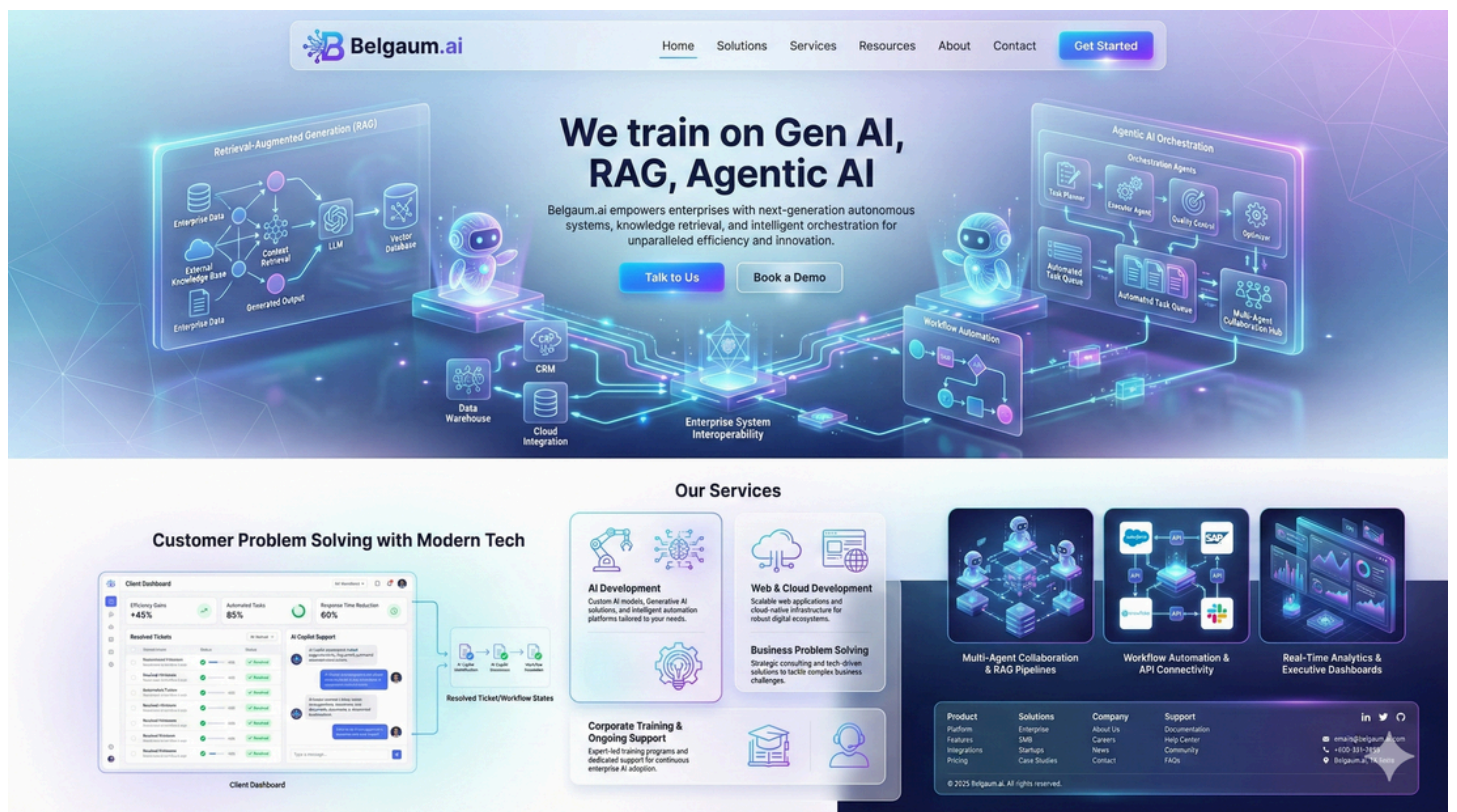 Belgaum.ai
Home
Solutions
Services
Resources
About
Contact
Get Started
We train on Gen AI,
RAG, Agentic AI
Belgaum.ai empowers enterprises with next-generation autonomous
systems, knowledge retrieval, and intelligent orchestration for
unparalleled efficiency and innovation.
Talk to Us
Book a Demo
Retrieval-Augmented Generation (RAG)
Enterprise Data
External
Knowledge Base
Enterprise Data
Context
Retrieval
Generated Output
LLM
Vector
Database
Agentic AI Orchestration
Orchestration Agents
Task Planner
Executor Agent
Quality Control
Optimizer
Automated
Task Queue
Automated Task Queue
Multi-Agent
Collaboration Hub
Workflow Automation
CRM
Data
Warehouse
Cloud
Integration
Enterprise System
Interoperability
Customer Problem Solving with Modern Tech
Client Dashboard
Efficiency Gains
+45%
Automated Tasks
85%
Response Time Reduction
60%
Resolved Tickets
AI Copilot Support
Type a message...
Resolved Ticket/Workflow States
Client Dashboard
Our Services
AI Development
Custom AI models, Generative AI
solutions, and intelligent automation
platforms tailored to your needs.
Web & Cloud Development
Scalable web applications and
cloud-native infrastructure for
robust digital ecosystems.
Business Problem Solving
Strategic consulting and tech-driven
solutions to tackle complex business
challenges.
Corporate Training &
Ongoing Support
Expert-led training programs and
dedicated support for continuous
enterprise AI adoption.
salesforce
API
SAP
API
API
API
Multi-Agent Collaboration
& RAG Pipelines
Workflow Automation &
API Connectivity
Real-Time Analytics &
Executive Dashboards
Product
Platform
Features
Integrations
Pricing
Solutions
Enterprise
SMB
Startups
Case Studies
Company
About Us
Careers
News
Contact
Support
Documentation
Help Center
Community
FAQs
© 2025 Belgaum.ai. All rights reserved.